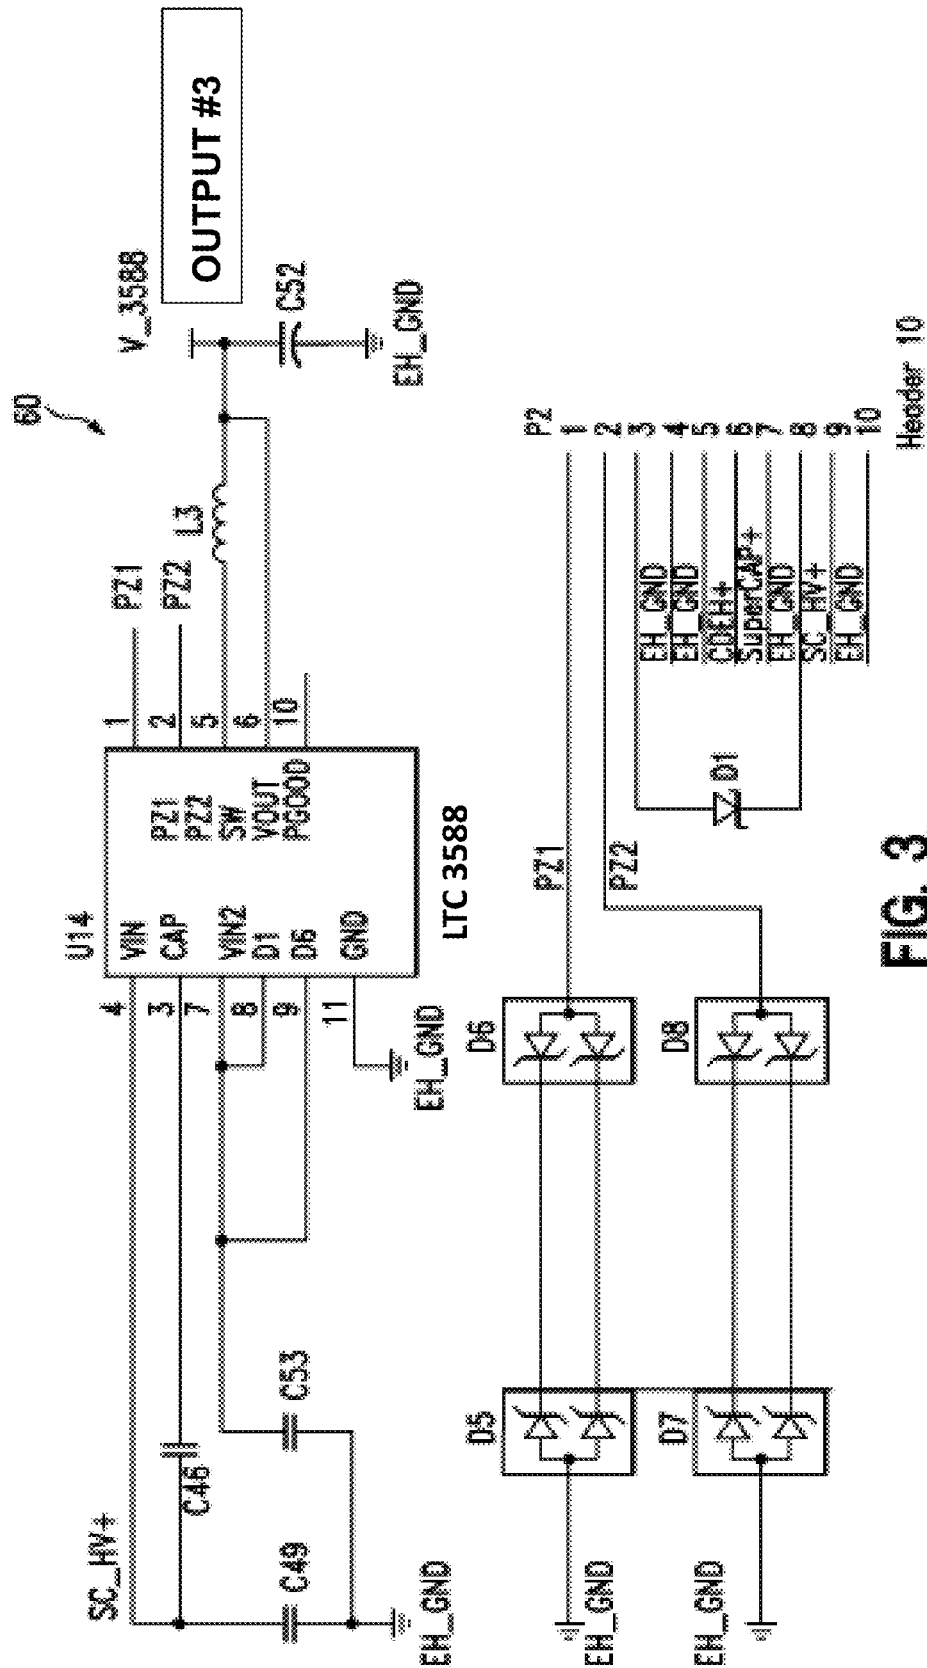 60
V_3588
OUTPUT #3
C52
EH_GND
L3
PZ1
PZ2
1
2
5
6
10
U14
VIN
CAP
VIN2
D1
D6
GND
PZ1
PZ2
SW
VOUT
PGOOD
LTC 3588
4
3
7
8
9
11
EH_GND
SC_HV+
C46
C53
C49
EH_GND
P2
1
2
3
4
5
6
7
8
9
10
Header 10
EH_GND
EH_GND
COEH+
SuperCAP+
EH_GND
SC_HV+
EH_GND
D1
PZ1
PZ2
D6
D8
D5
D7
EH_GND
EH_GND
FIG. 3